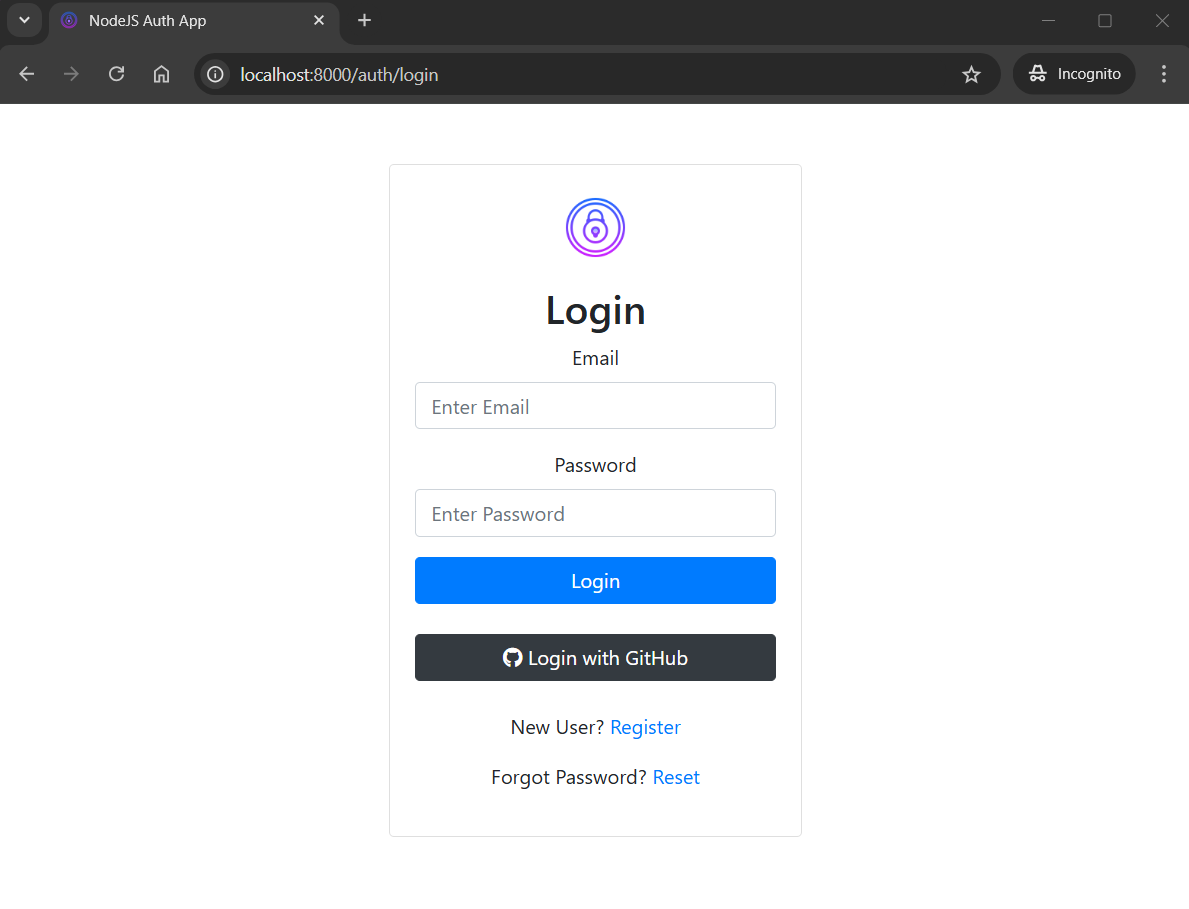 NodeJS Auth App
localhost:8000/auth/login
Incognito
Login
Email
Enter Email
Password
Enter Password
Login
Login with GitHub
New User? Register
Forgot Password? Reset